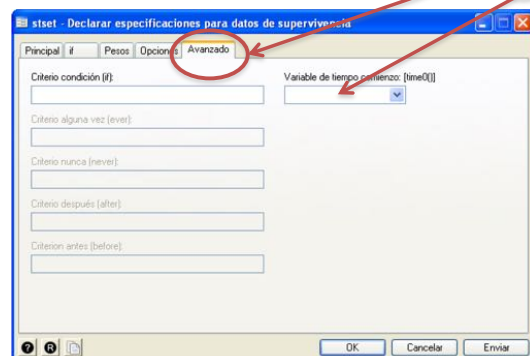 stset - Declarar especificaciones para datos de supervivencia
Principal if Pesos Opciones Avanzado
Criterio condición (if):
Variable de tiempo comienzo: [time0()]
Criterio alguna vez (ever):
Criterio nunca (never):
Criterio después (after):
Criterion antes (before):
? R
OK Cancelar Enviar